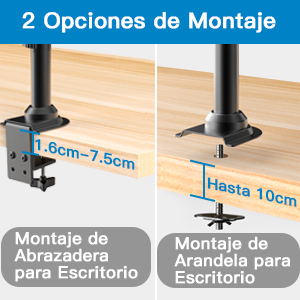 2 Opciones de Montaje
1.6cm-7.5cm
Hasta 10cm
Montaje de
Abrazadera
para Escritorio
Montaje de
Arandela para
Escritorio